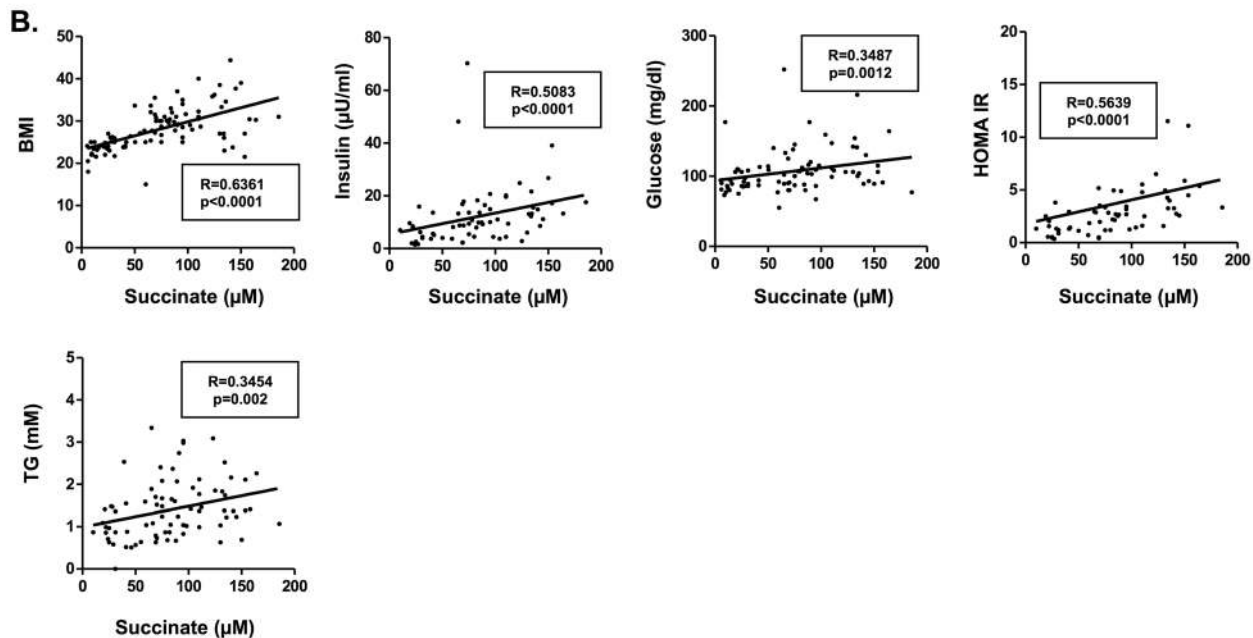 B.
BMI
50
40
30
20
10
0
R=0.6361
p<0.0001
0 50 100 150 200
Succinate (µM)
Insulin (µU/ml)
80
60
40
20
0
R=0.5083
p<0.0001
0 50 100 150 200
Succinate (µM)
Glucose (mg/dl)
300
200
100
0
R=0.3487
p=0.0012
0 50 100 150 200
Succinate (µM)
HOMA IR
20
15
10
5
0
R=0.5639
p<0.0001
0 50 100 150 200
Succinate (µM)
TG (mM)
5
4
3
2
1
0
R=0.3454
p=0.002
0 50 100 150 200
Succinate (µM)